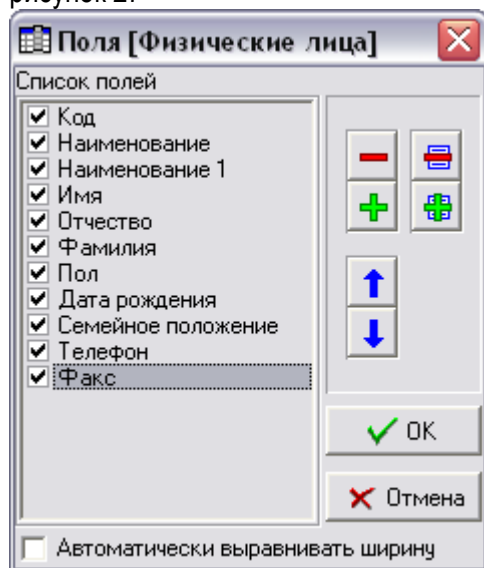 рисунок 27
Поля [Физические лица]
Список полей
Код
Наименование
Наименование 1
Имя
Отчество
Фамилия
Пол
Дата рождения
Семейное положение
Телефон
Факс
OK
Отмена
Автоматически выравнивать ширину